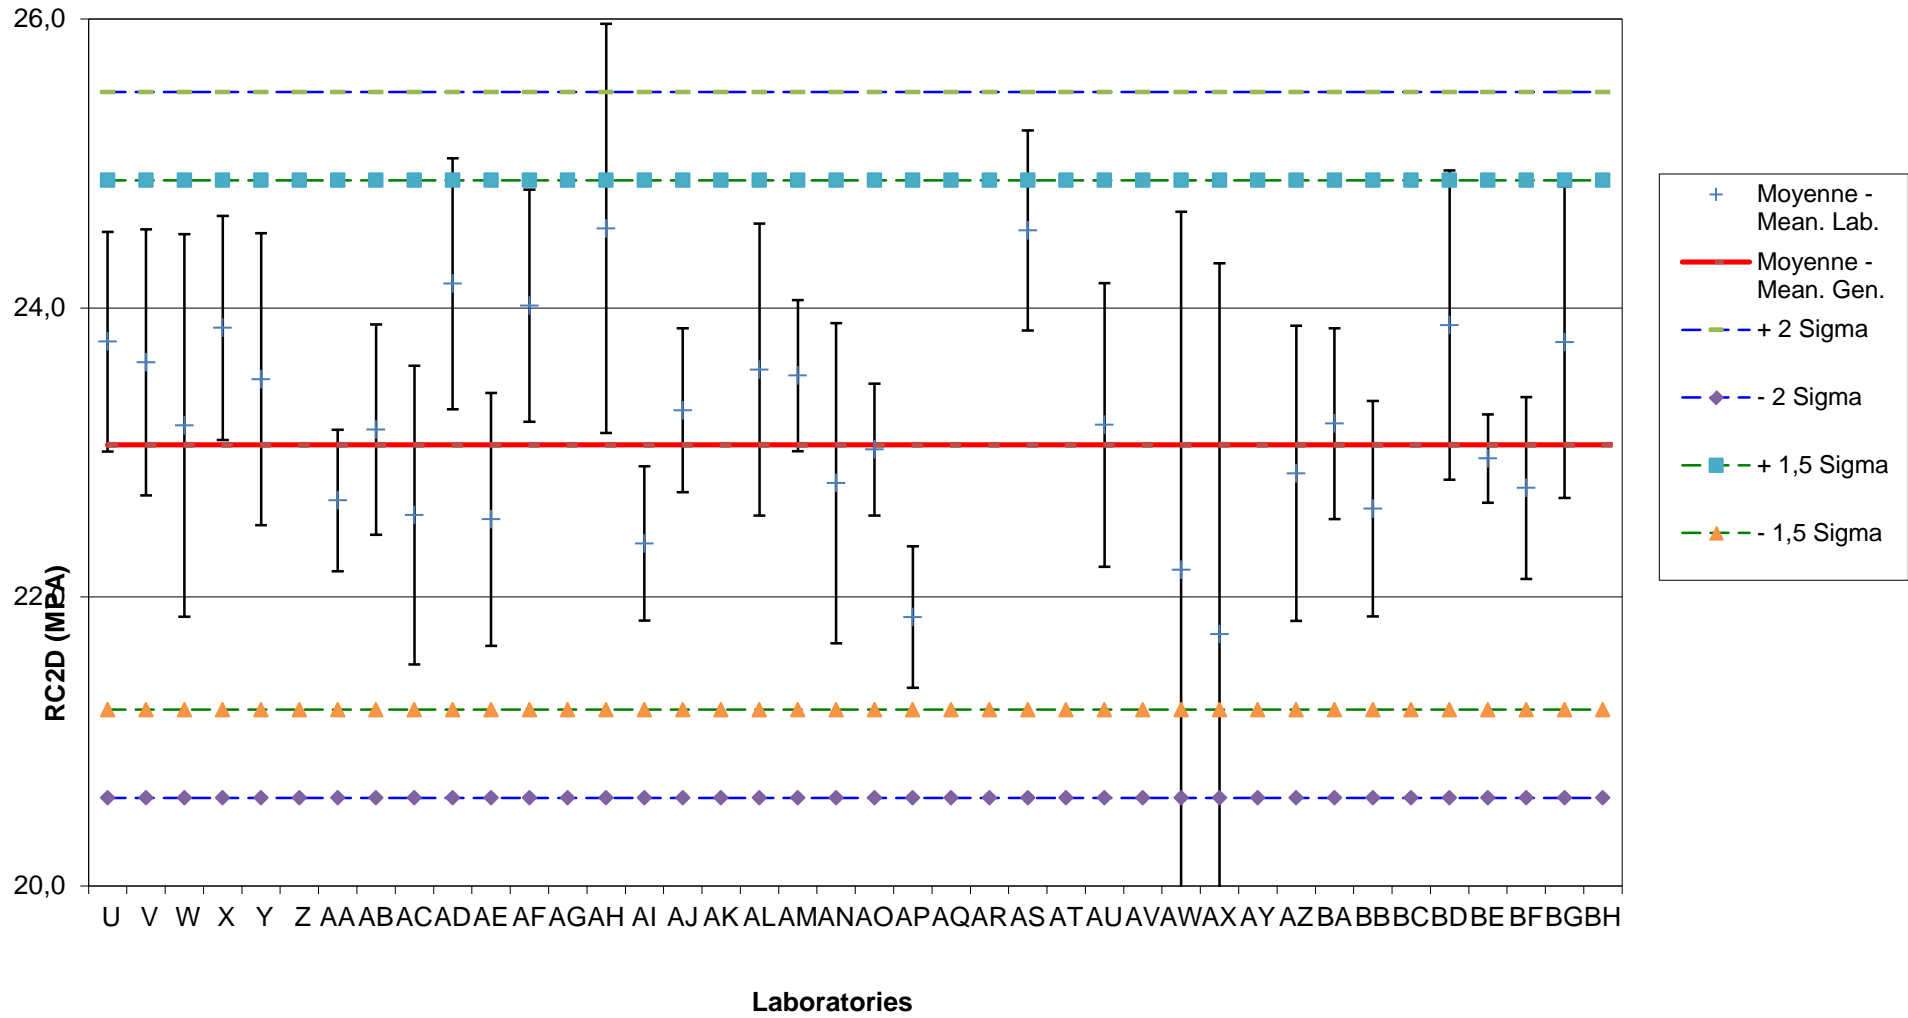 26,0
24,0
22,0
20,0
RC2D (MPA)
U V W X Y Z AA AB AC AD AE AF AG AH AI AJ AK AL AM AN AO AP AQ AR AS AT AU AV AW AX AY AZ BA BB BC BD BE BF BG BH
Laboratories
Moyenne -
Mean. Lab.
Moyenne -
Mean. Gen.
+ 2 Sigma
- 2 Sigma
+ 1,5 Sigma
- 1,5 Sigma